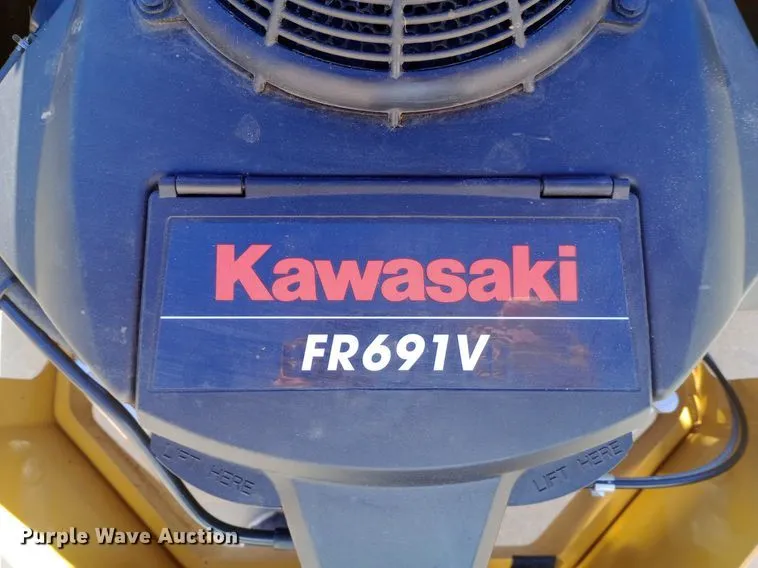 Kawasaki
FR691V
LIFT HERE
LIFT HERE
Purple Wave Auction